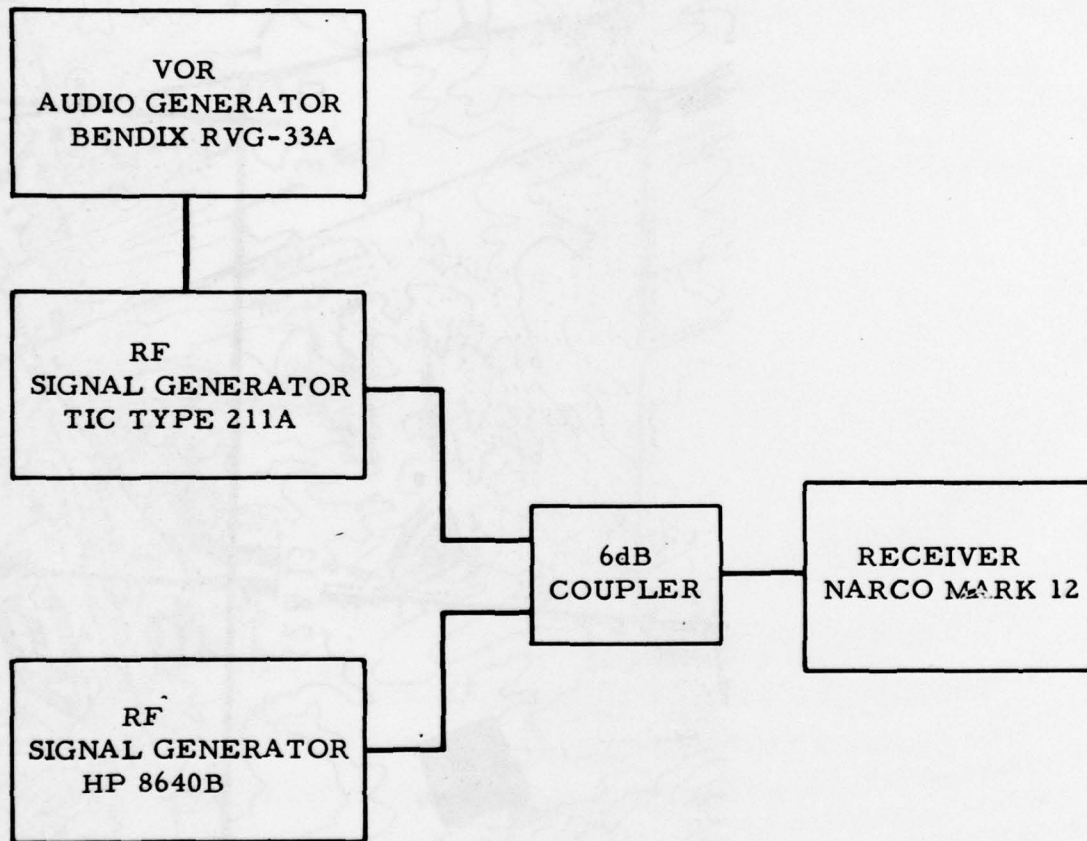 VOR
AUDIO GENERATOR
BENDIX RVG-33A
RF
SIGNAL GENERATOR
TIC TYPE 211A
6dB
COUPLER
RECEIVER
NARCO MARK 12
RF
SIGNAL GENERATOR
HP 8640B